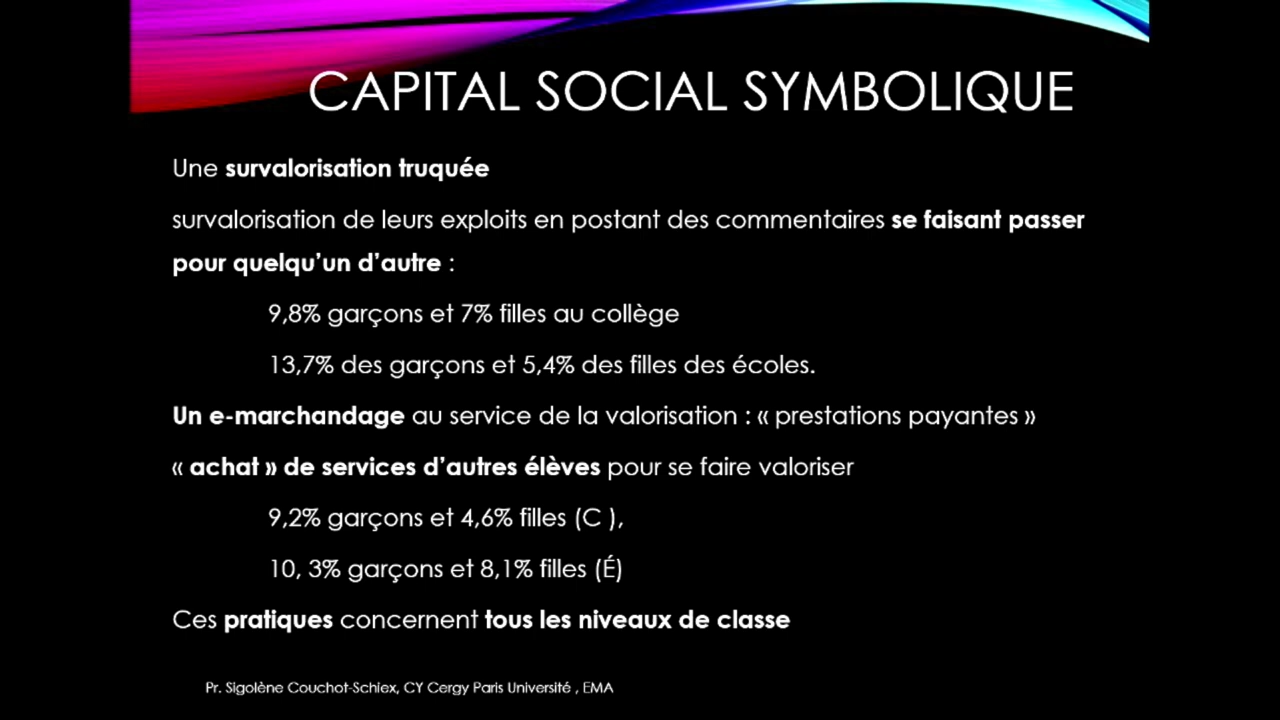 CAPITAL SOCIAL SYMBOLIQUE
Une survalorisation truquée
survalorisation de leurs exploits en postant des commentaires se faisant passer
pour quelqu'un d'autre :
9,8% garçons et 7% filles au collège
13,7% des garçons et 5,4% des filles des écoles.
Un e-marchandage au service de la valorisation : « prestations payantes »
« achat » de services d'autres élèves pour se faire valoriser
9,2% garçons et 4,6% filles (C ),
10, 3% garçons et 8,1% filles (É)
Ces pratiques concernent tous les niveaux de classe
Pr. Sigolène Couchot-Schiex, CY Cergy Paris Université , EMA